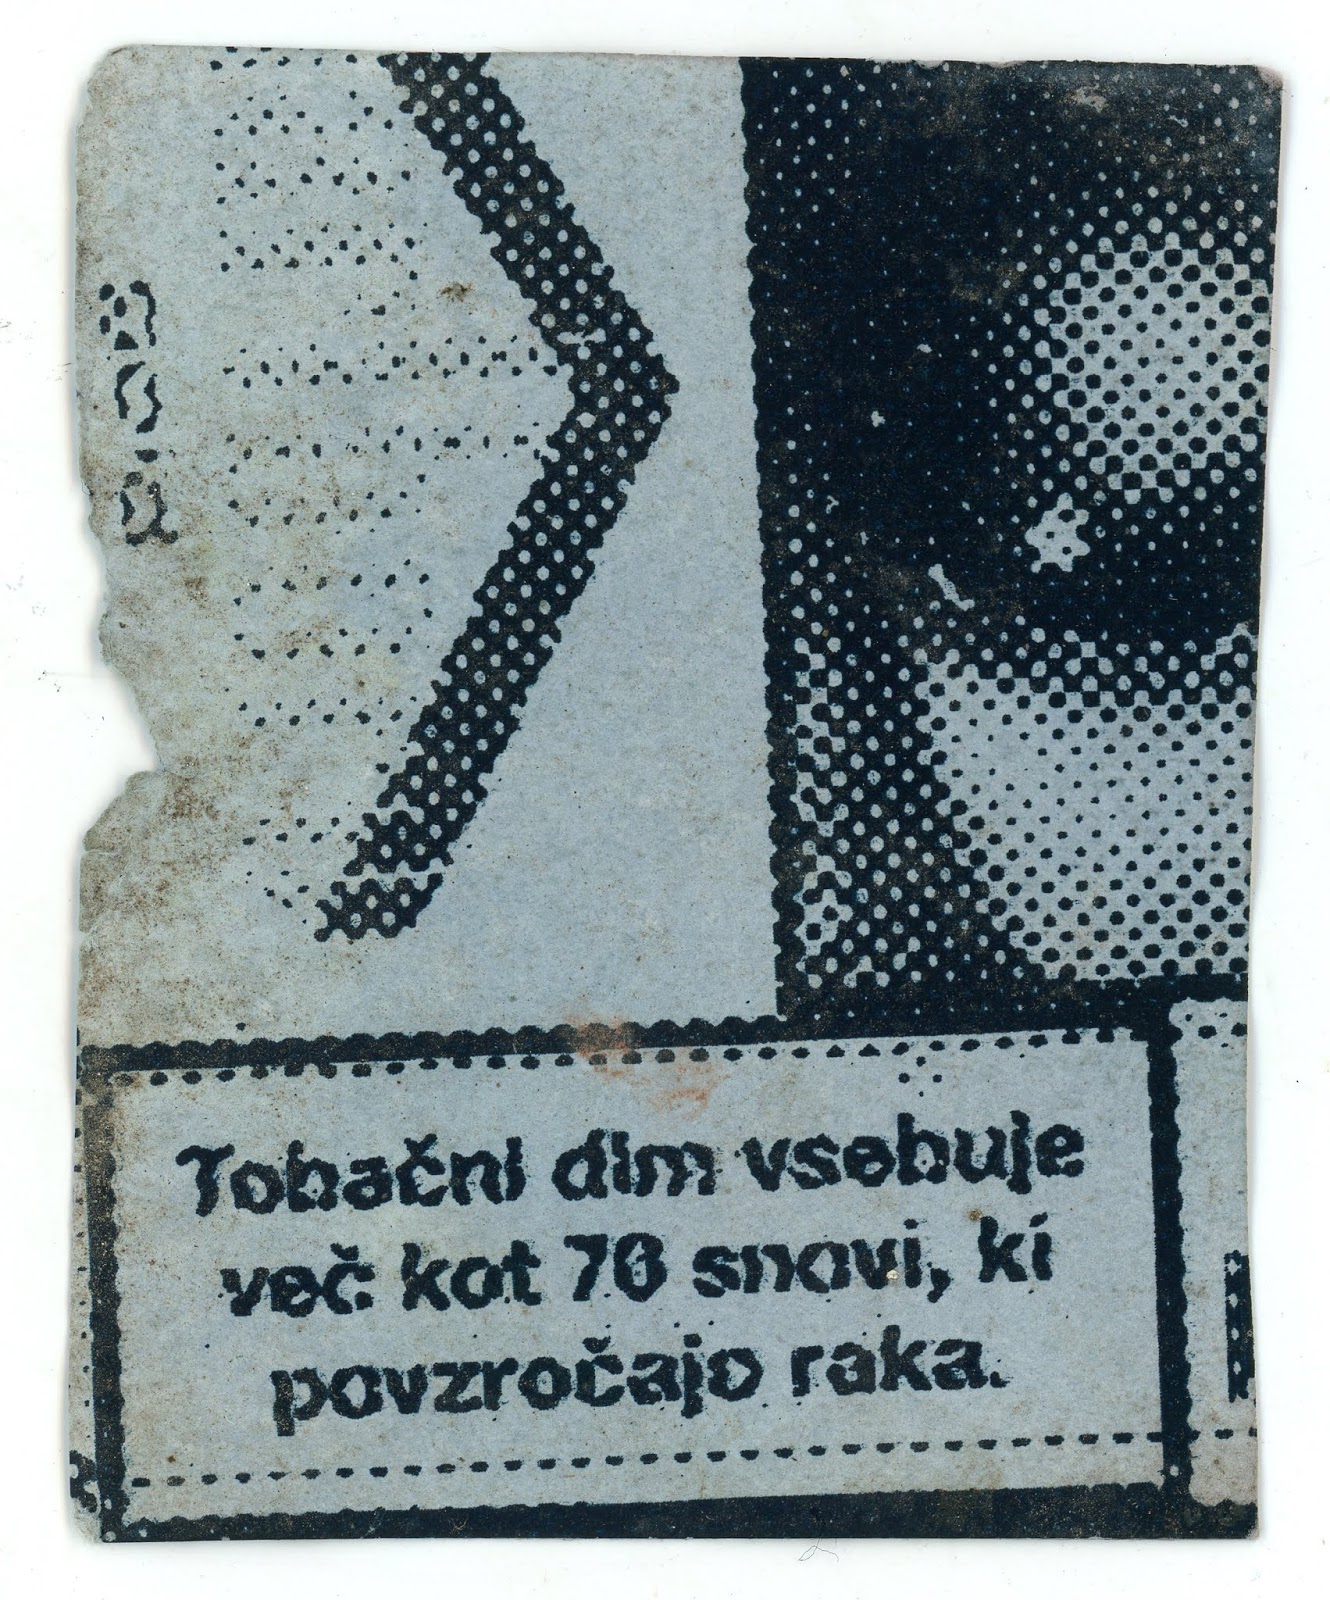 Tobačni dim vsebuje
več kot 70 snovi, ki
povzročajo raka.